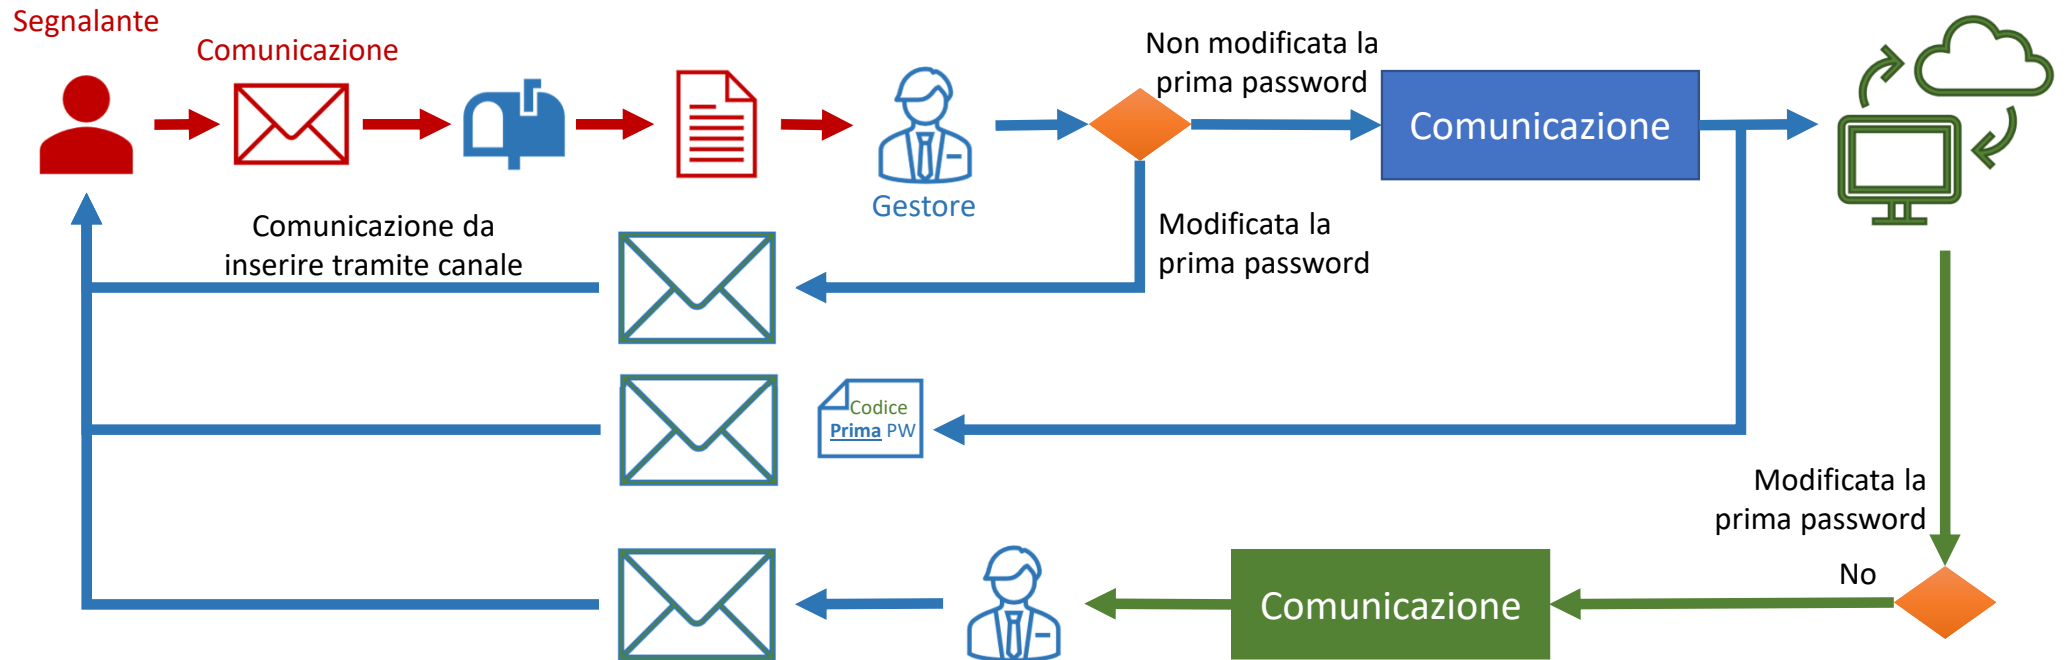 Segnalante
Comunicazione
Non modificata la
prima password
Comunicazione
Gestore
Comunicazione da
inserire tramite canale
Modificata la
prima password
Codice
Prima PW
Modificata la
prima password
No
Comunicazione